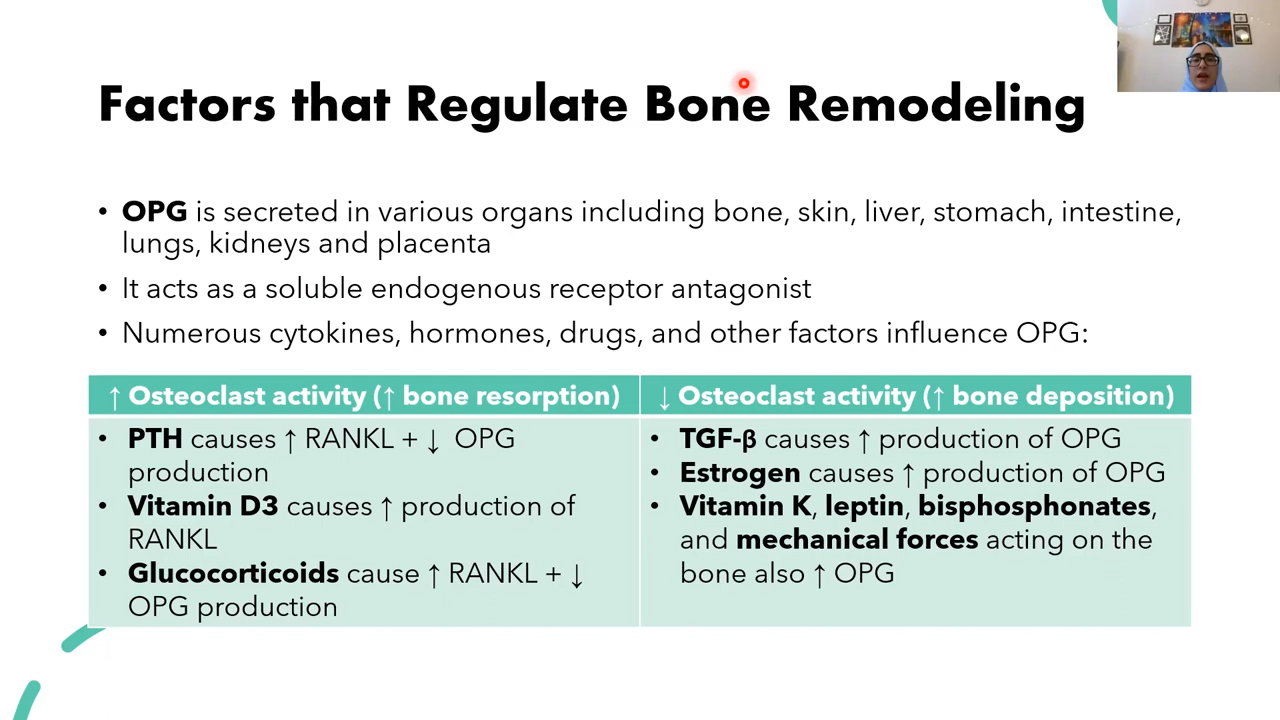 Factors that Regulate Bone Remodeling
• OPG is secreted in various organs including bone, skin, liver, stomach, intestine,
lungs, kidneys and placenta
• It acts as a soluble endogenous receptor antagonist
• Numerous cytokines, hormones, drugs, and other factors influence OPG:
↑ Osteoclast activity (↑ bone resorption)
• PTH causes ↑ RANKL + ↓ OPG
production
• Vitamin D3 causes ↑ production of
RANKL
• Glucocorticoids cause ↑ RANKL + ↓
OPG production
↓ Osteoclast activity (↑ bone deposition)
• TGF-β causes ↑ production of OPG
• Estrogen causes ↑ production of OPG
• Vitamin K, leptin, bisphosphonates,
and mechanical forces acting on the
bone also ↑ OPG